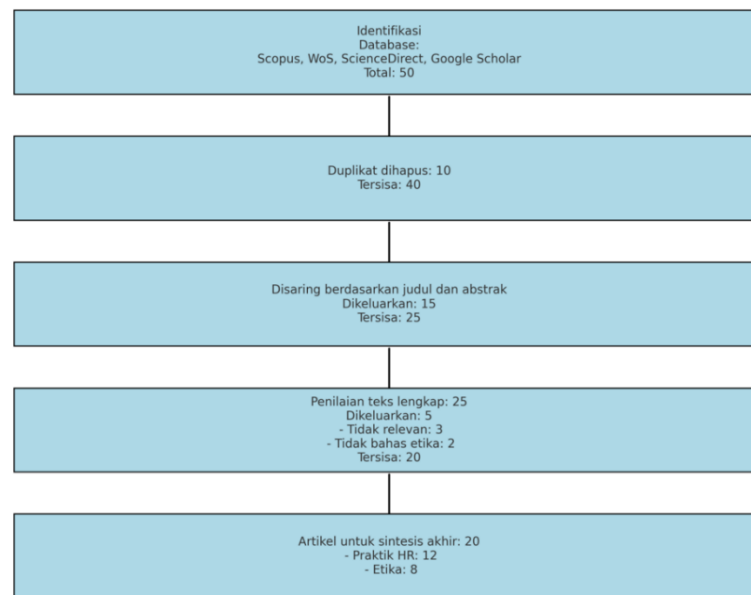 Identifikasi
Database:
Scopus, WoS, ScienceDirect, Google Scholar
Total: 50
Duplikat dihapus: 10
Tersisa: 40
Disaring berdasarkan judul dan abstrak
Dikeluarkan: 15
Tersisa: 25
Penilaian teks lengkap: 25
Dikeluarkan: 5
- Tidak relevan: 3
- Tidak bahas etika: 2
Tersisa: 20
Artikel untuk sintesis akhir: 20
- Praktik HR: 12
- Etika: 8